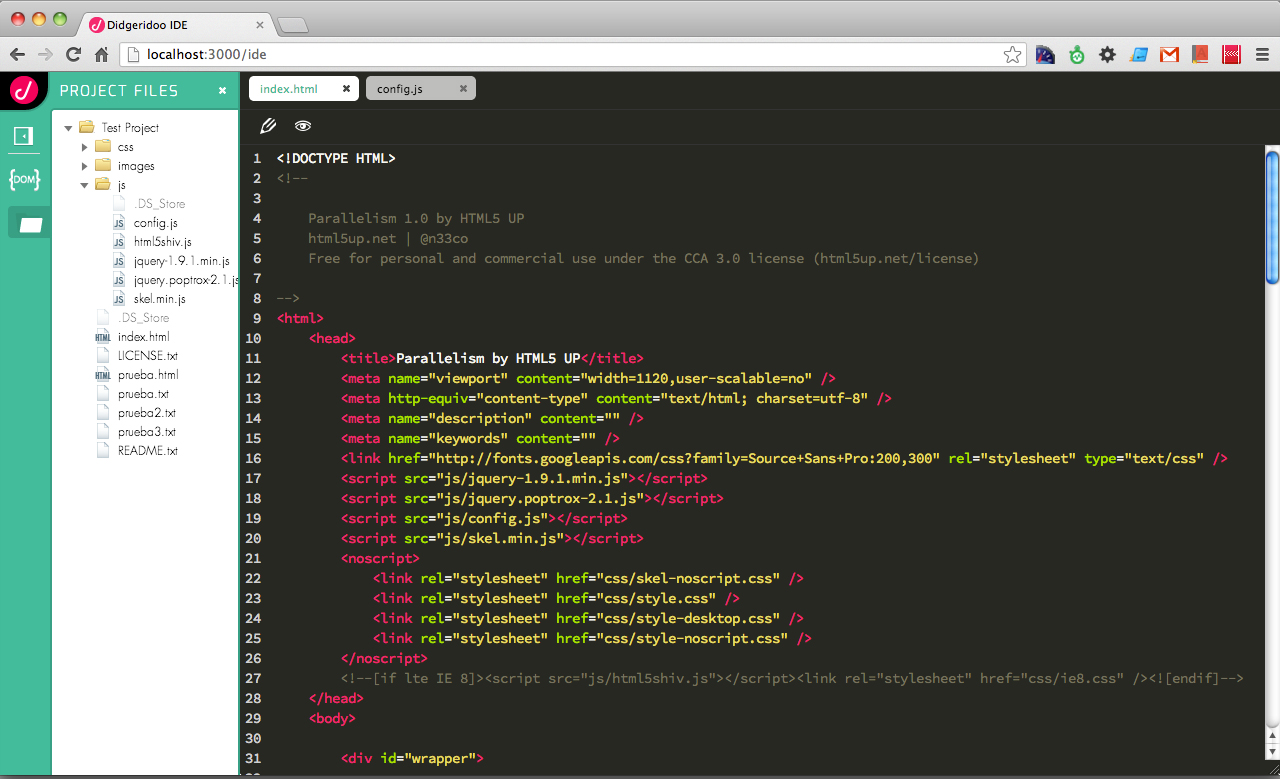 Didgeridoo IDE
localhost:3000/ide
PROJECT FILES
index.html
config.js
{DOM}
Test Project
css
images
js
.DS_Store
JS config.js
JS html5shiv.js
JS jquery-1.9.1.min.js
JS jquery.poptrox-2.1.js
JS skel.min.js
.DS_Store
HTML index.html
LICENSE.txt
HTML prueba.html
prueba.txt
prueba2.txt
prueba3.txt
README.txt
1 <!DOCTYPE HTML>
2 <!--
3
4 Parallelism 1.0 by HTML5 UP
5 html5up.net | @n33co
6 Free for personal and commercial use under the CCA 3.0 license (html5up.net/license)
7
8 -->
9 <html>
10 <head>
11 <title>Parallelism by HTML5 UP</title>
12 <meta name="viewport" content="width=1120,user-scalable=no" />
13 <meta http-equiv="content-type" content="text/html; charset=utf-8" />
14 <meta name="description" content="" />
15 <meta name="keywords" content="" />
16 <link href="http://fonts.googleapis.com/css?family=Source+Sans+Pro:200,300" rel="stylesheet" type="text/css" />
17 <script src="js/jquery-1.9.1.min.js"></script>
18 <script src="js/jquery.poptrox-2.1.js"></script>
19 <script src="js/config.js"></script>
20 <script src="js/skel.min.js"></script>
21 <noscript>
22 <link rel="stylesheet" href="css/skel-noscript.css" />
23 <link rel="stylesheet" href="css/style.css" />
24 <link rel="stylesheet" href="css/style-desktop.css" />
25 <link rel="stylesheet" href="css/style-noscript.css" />
26 </noscript>
27 <!--[if lte IE 8]><script src="js/html5shiv.js"></script><link rel="stylesheet" href="css/ie8.css" /><![endif]-->
28 </head>
29 <body>
30
31 <div id="wrapper">